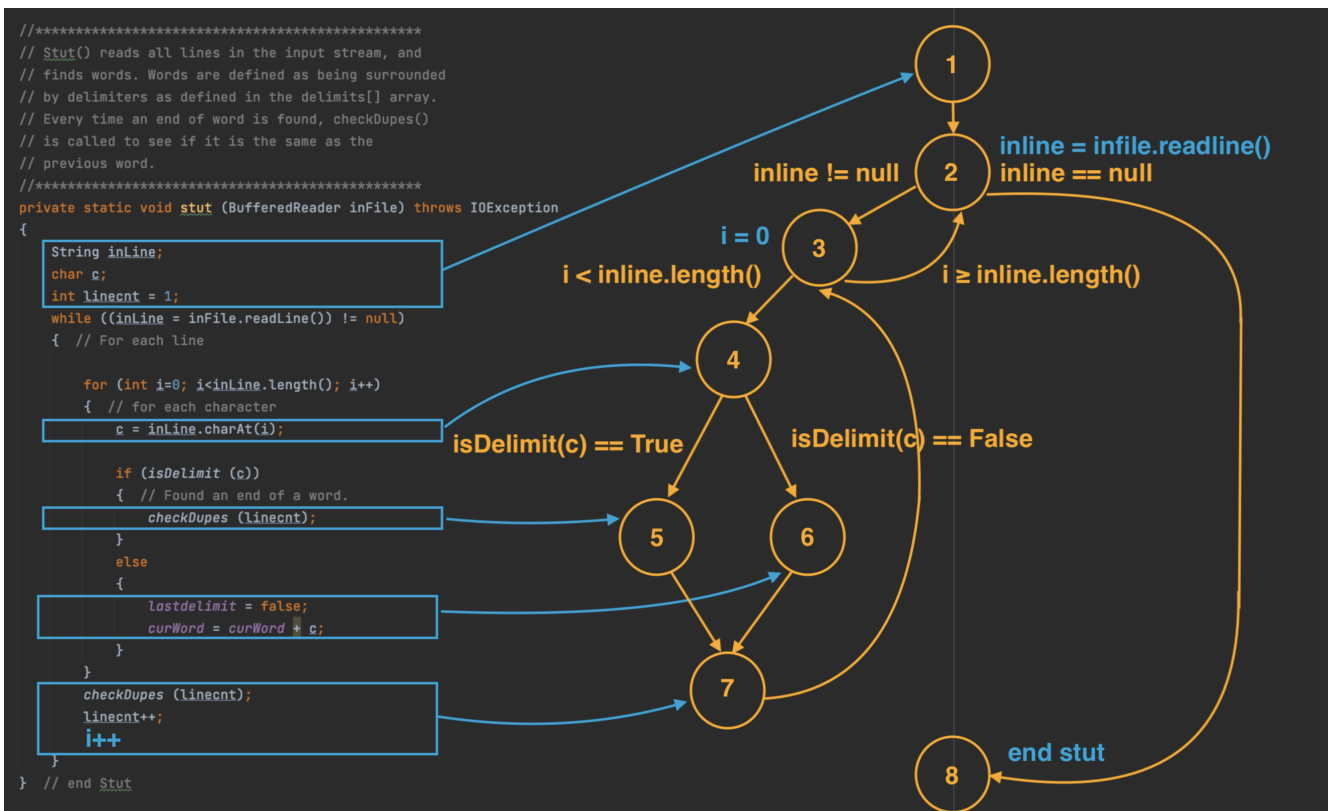 //************************************************
// Stut() reads all lines in the input stream, and
// finds words. Words are defined as being surrounded
// by delimiters as defined in the delimits[] array.
// Every time an end of word is found, checkDupes()
// is called to see if it is the same as the
// previous word.
//************************************************
private static void stut (BufferedReader inFile) throws IOException
{
String inLine;
char c;
int linecnt = 1;
while ((inLine = inFile.readLine()) != null)
{ // For each line
for (int i=0; i<inLine.length(); i++)
{ // for each character
c = inLine.charAt(i);
if (isDelimit (c))
{ // Found an end of a word.
checkDupes (linecnt);
}
else
{
lastdelimit = false;
curWord = curWord + c;
}
}
checkDupes (linecnt);
linecnt++;
i++
}
} // end Stut
1
inline = infile.readline()
inline != null
2
inline == null
i = 0
3
i < inline.length()
i ≥ inline.length()
4
isDelimit(c) == True
isDelimit(c) == False
5
6
7
end stut
8